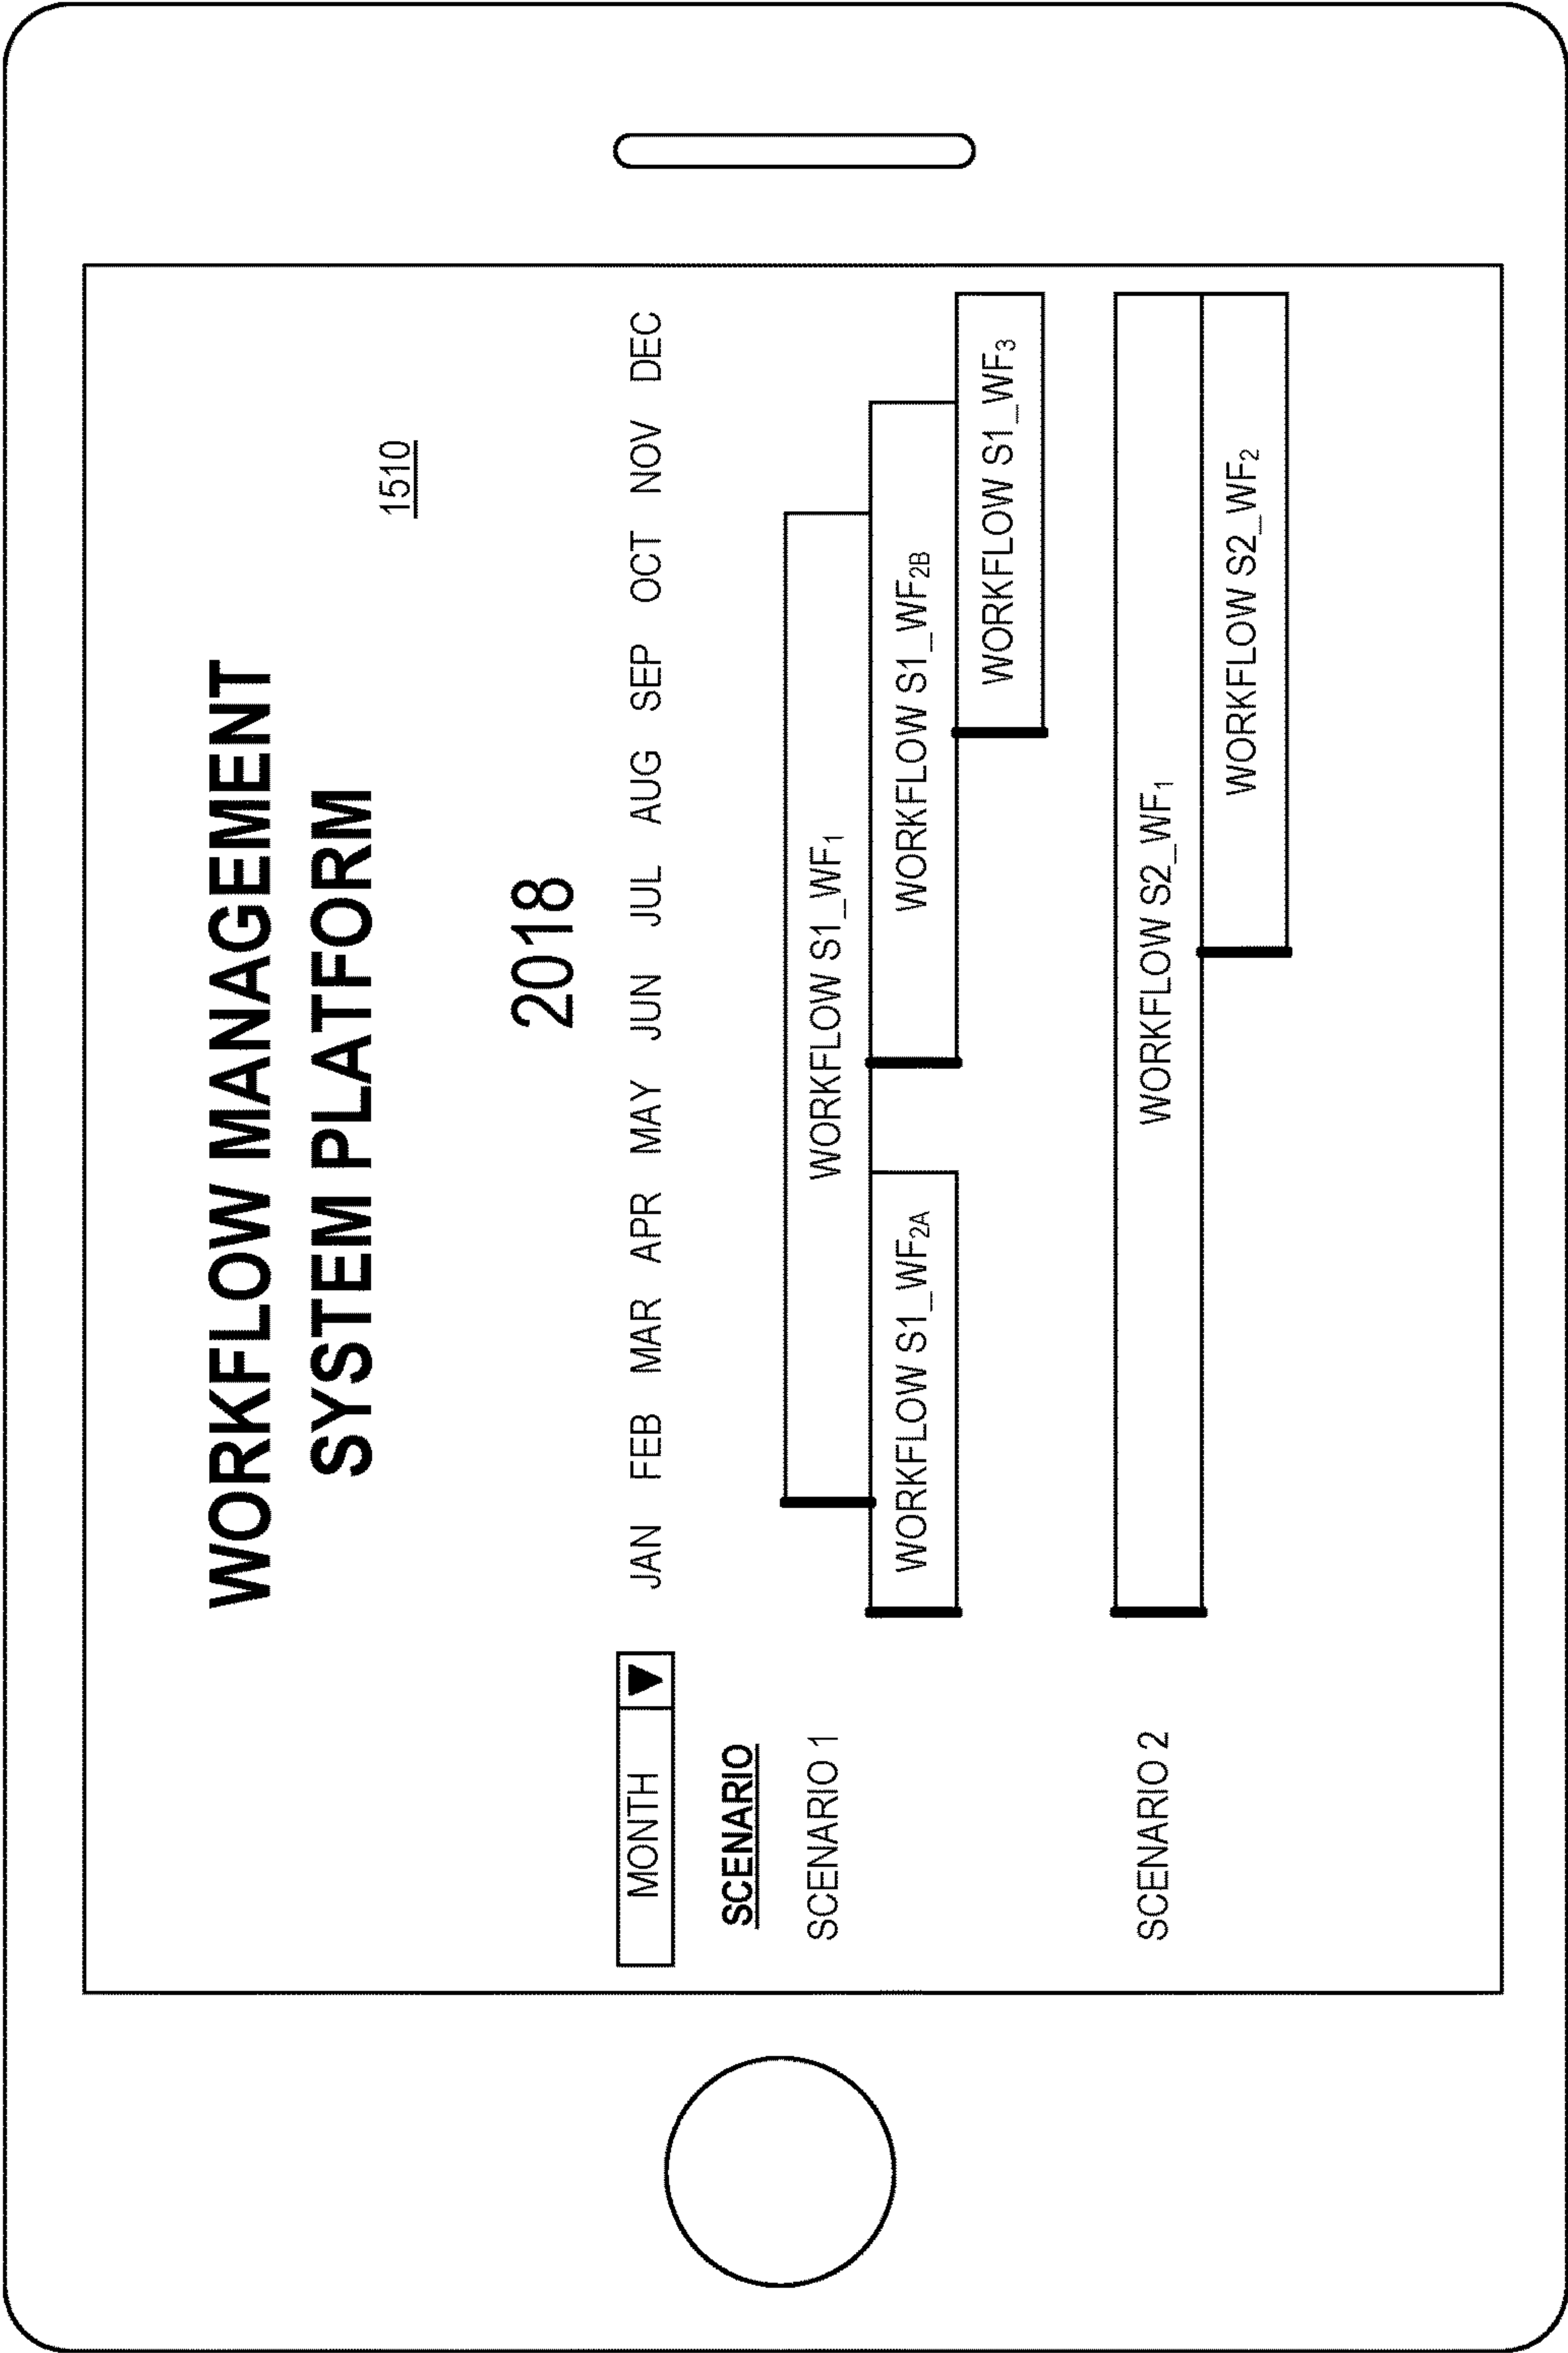 WORKFLOW MANAGEMENT
SYSTEM PLATFORM
1510
2018
MONTH ▼ JAN FEB MAR APR MAY JUN JUL AUG SEP OCT NOV DEC
SCENARIO
SCENARIO 1 WORKFLOW S1_WF₁
WORKFLOW S1_WF₂A WORKFLOW S1_WF₂B
WORKFLOW S1_WF₃
SCENARIO 2 WORKFLOW S2_WF₁
WORKFLOW S2_WF₂